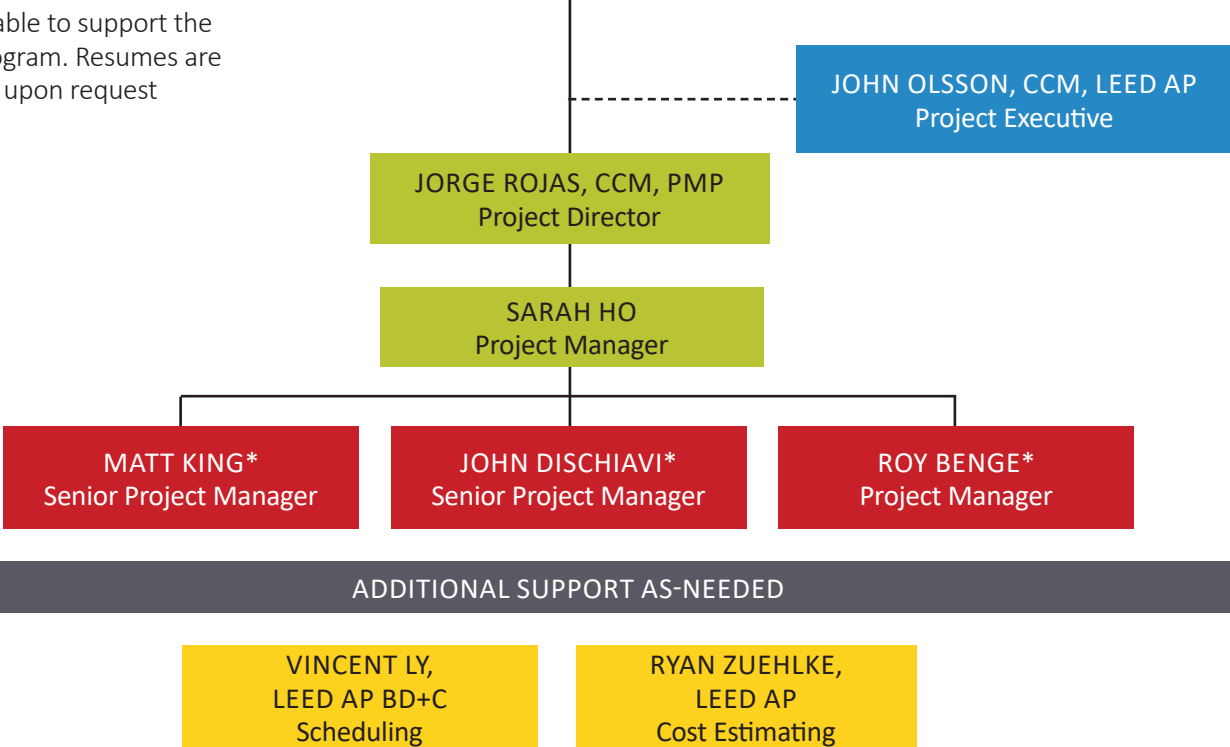 able to support the
ogram. Resumes are
upon request
JOHN OLSSON, CCM, LEED AP
Project Executive
JORGE ROJAS, CCM, PMP
Project Director
SARAH HO
Project Manager
MATT KING*
Senior Project Manager
JOHN DISCHIAVI*
Senior Project Manager
ROY BENGE*
Project Manager
ADDITIONAL SUPPORT AS-NEEDED
VINCENT LY,
LEED AP BD+C
Scheduling
RYAN ZUEHLKE,
LEED AP
Cost Estimating